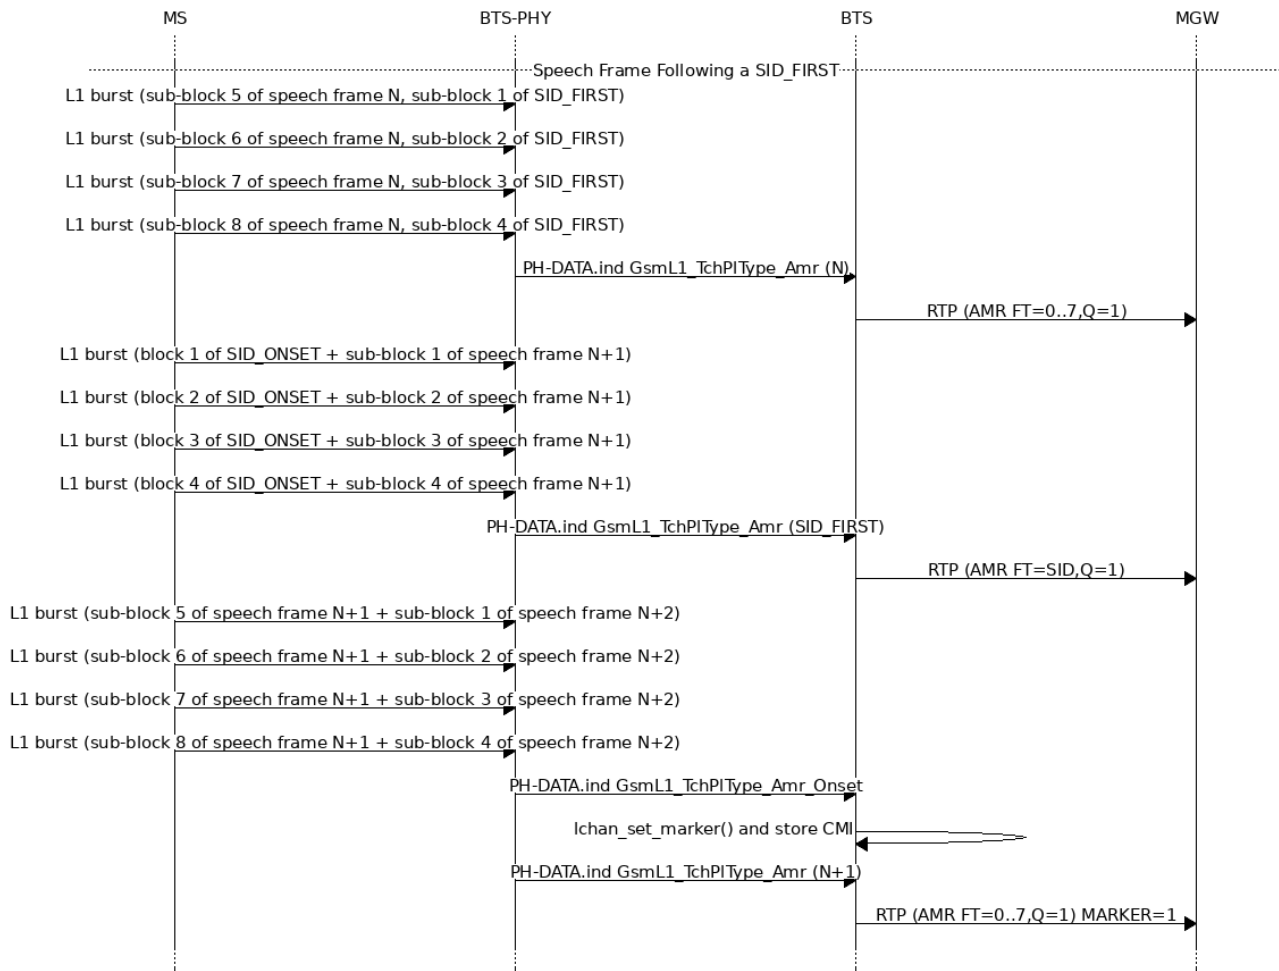 MS BTS-PHY BTS MGW
Speech Frame Following a SID_FIRST
L1 burst (sub-block 5 of speech frame N, sub-block 1 of SID_FIRST)
L1 burst (sub-block 6 of speech frame N, sub-block 2 of SID_FIRST)
L1 burst (sub-block 7 of speech frame N, sub-block 3 of SID_FIRST)
L1 burst (sub-block 8 of speech frame N, sub-block 4 of SID_FIRST)
PH-DATA.ind GsmL1_TchPlType_Amr (N)
RTP (AMR FT=0..7,Q=1)
L1 burst (block 1 of SID_ONSET + sub-block 1 of speech frame N+1)
L1 burst (block 2 of SID_ONSET + sub-block 2 of speech frame N+1)
L1 burst (block 3 of SID_ONSET + sub-block 3 of speech frame N+1)
L1 burst (block 4 of SID_ONSET + sub-block 4 of speech frame N+1)
PH-DATA.ind GsmL1_TchPlType_Amr (SID_FIRST)
RTP (AMR FT=SID,Q=1)
L1 burst (sub-block 5 of speech frame N+1 + sub-block 1 of speech frame N+2)
L1 burst (sub-block 6 of speech frame N+1 + sub-block 2 of speech frame N+2)
L1 burst (sub-block 7 of speech frame N+1 + sub-block 3 of speech frame N+2)
L1 burst (sub-block 8 of speech frame N+1 + sub-block 4 of speech frame N+2)
PH-DATA.ind GsmL1_TchPlType_Amr_Onset
lchan_set_marker() and store CMI
PH-DATA.ind GsmL1_TchPlType_Amr (N+1)
RTP (AMR FT=0..7,Q=1) MARKER=1